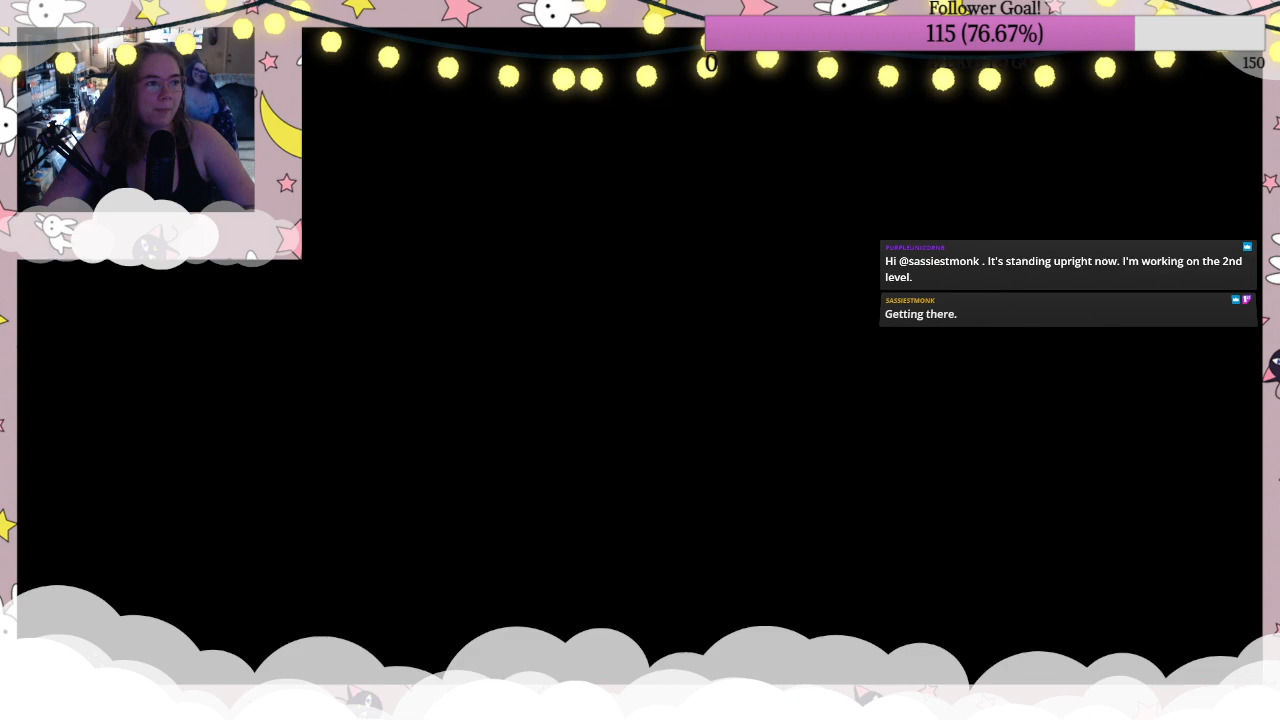 Follower Goal!
115 (76.67%)
0
150
PURPLEUNICORN8
Hi @sassiestmonk . It's standing upright now. I'm working on the 2nd
level.
SASSIESTMONK
Getting there.